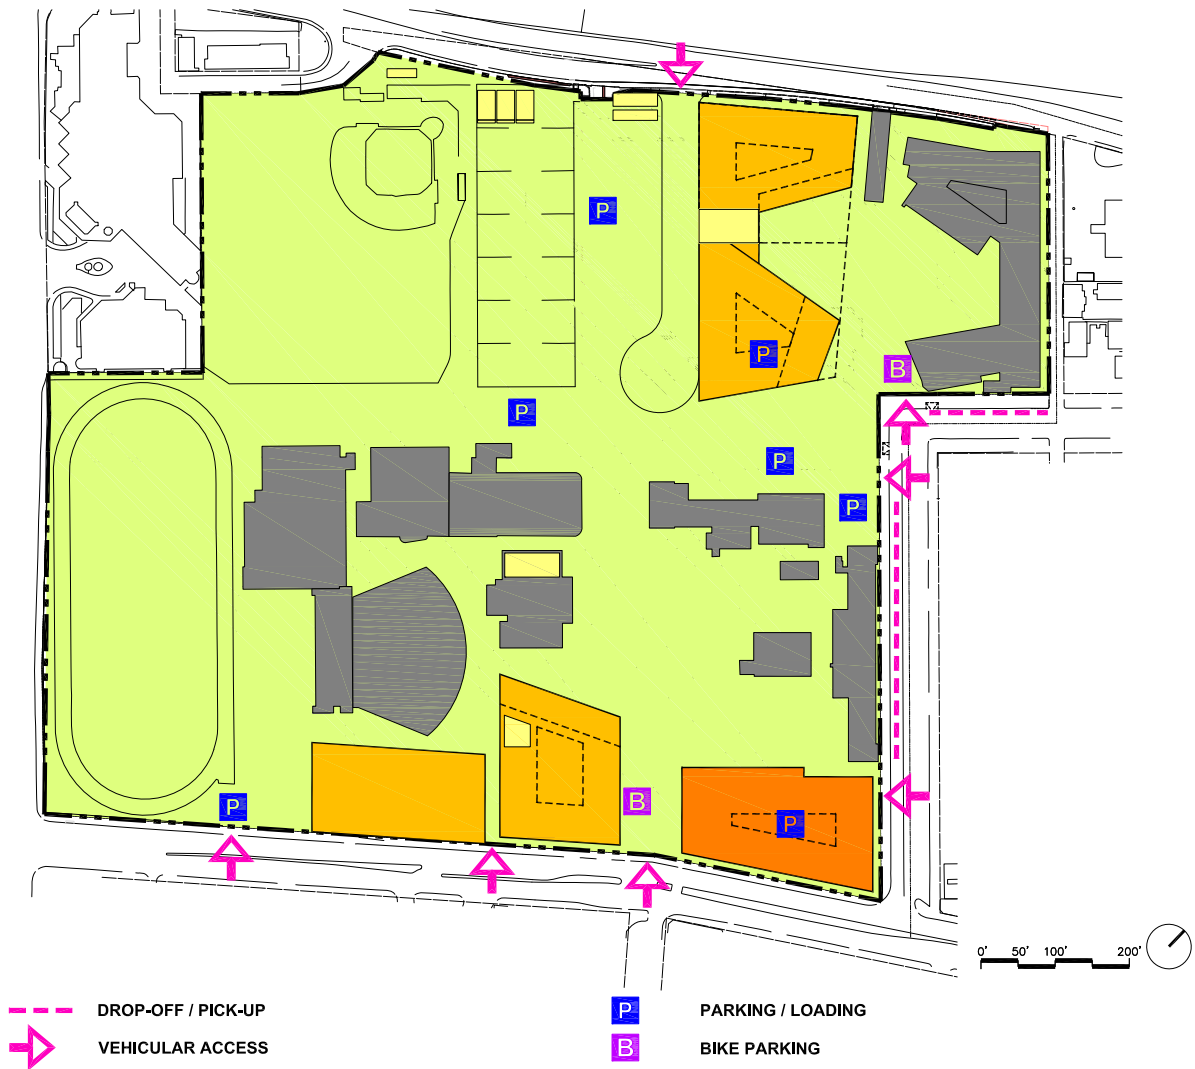 P
P
B
P
P
P
P
B
P
P
0' 50' 100' 200'
DROP-OFF / PICK-UP
P PARKING / LOADING
VEHICULAR ACCESS
B BIKE PARKING